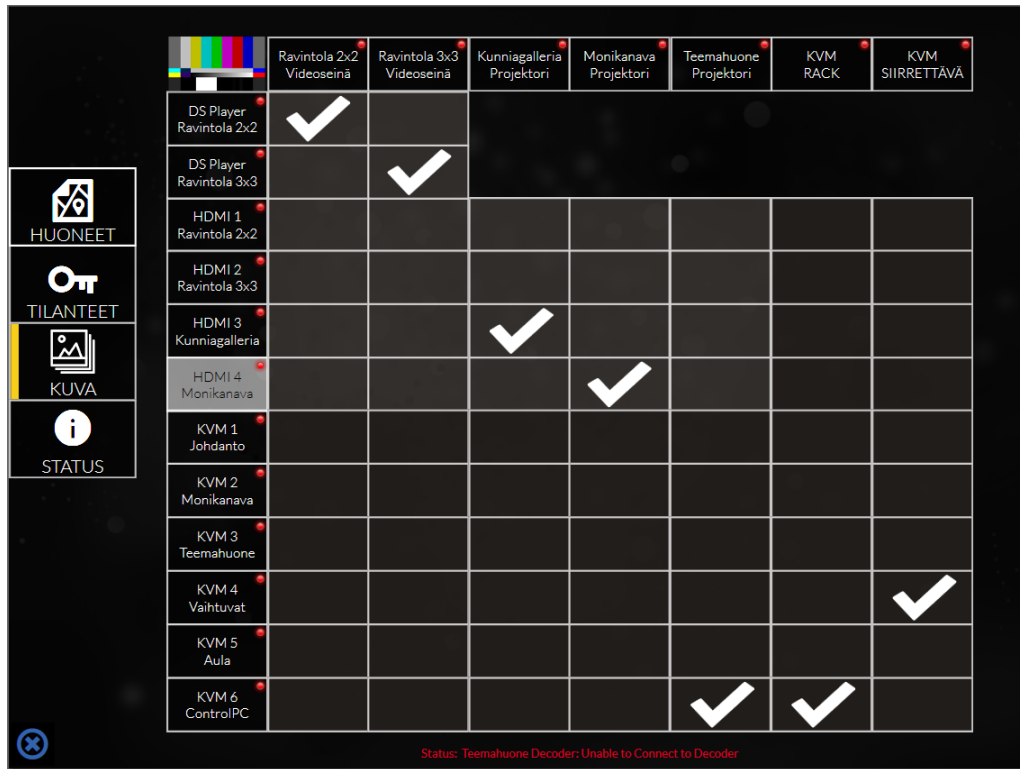 Ravintola 2x2
Videoseinä
Ravintola 3x3
Videoseinä
Kunniagalleria
Projektori
Monikanava
Projektori
Teemahuone
Projektori
KVM
RACK
KVM
SIIRRETTÄVÄ
DS Player
Ravintola 2x2
DS Player
Ravintola 3x3
HDMI 1
Ravintola 2x2
HDMI 2
Ravintola 3x3
HDMI 3
Kunniagalleria
HDMI 4
Monikanava
KVM 1
Johdanto
KVM 2
Monikanava
KVM 3
Teemahuone
KVM 4
Vaihtuvat
KVM 5
Aula
KVM 6
ControlPC
HUONEET
TILANTEET
KUVA
i
STATUS
Status: Teemahuone Decoder: Unable to Connect to Decoder